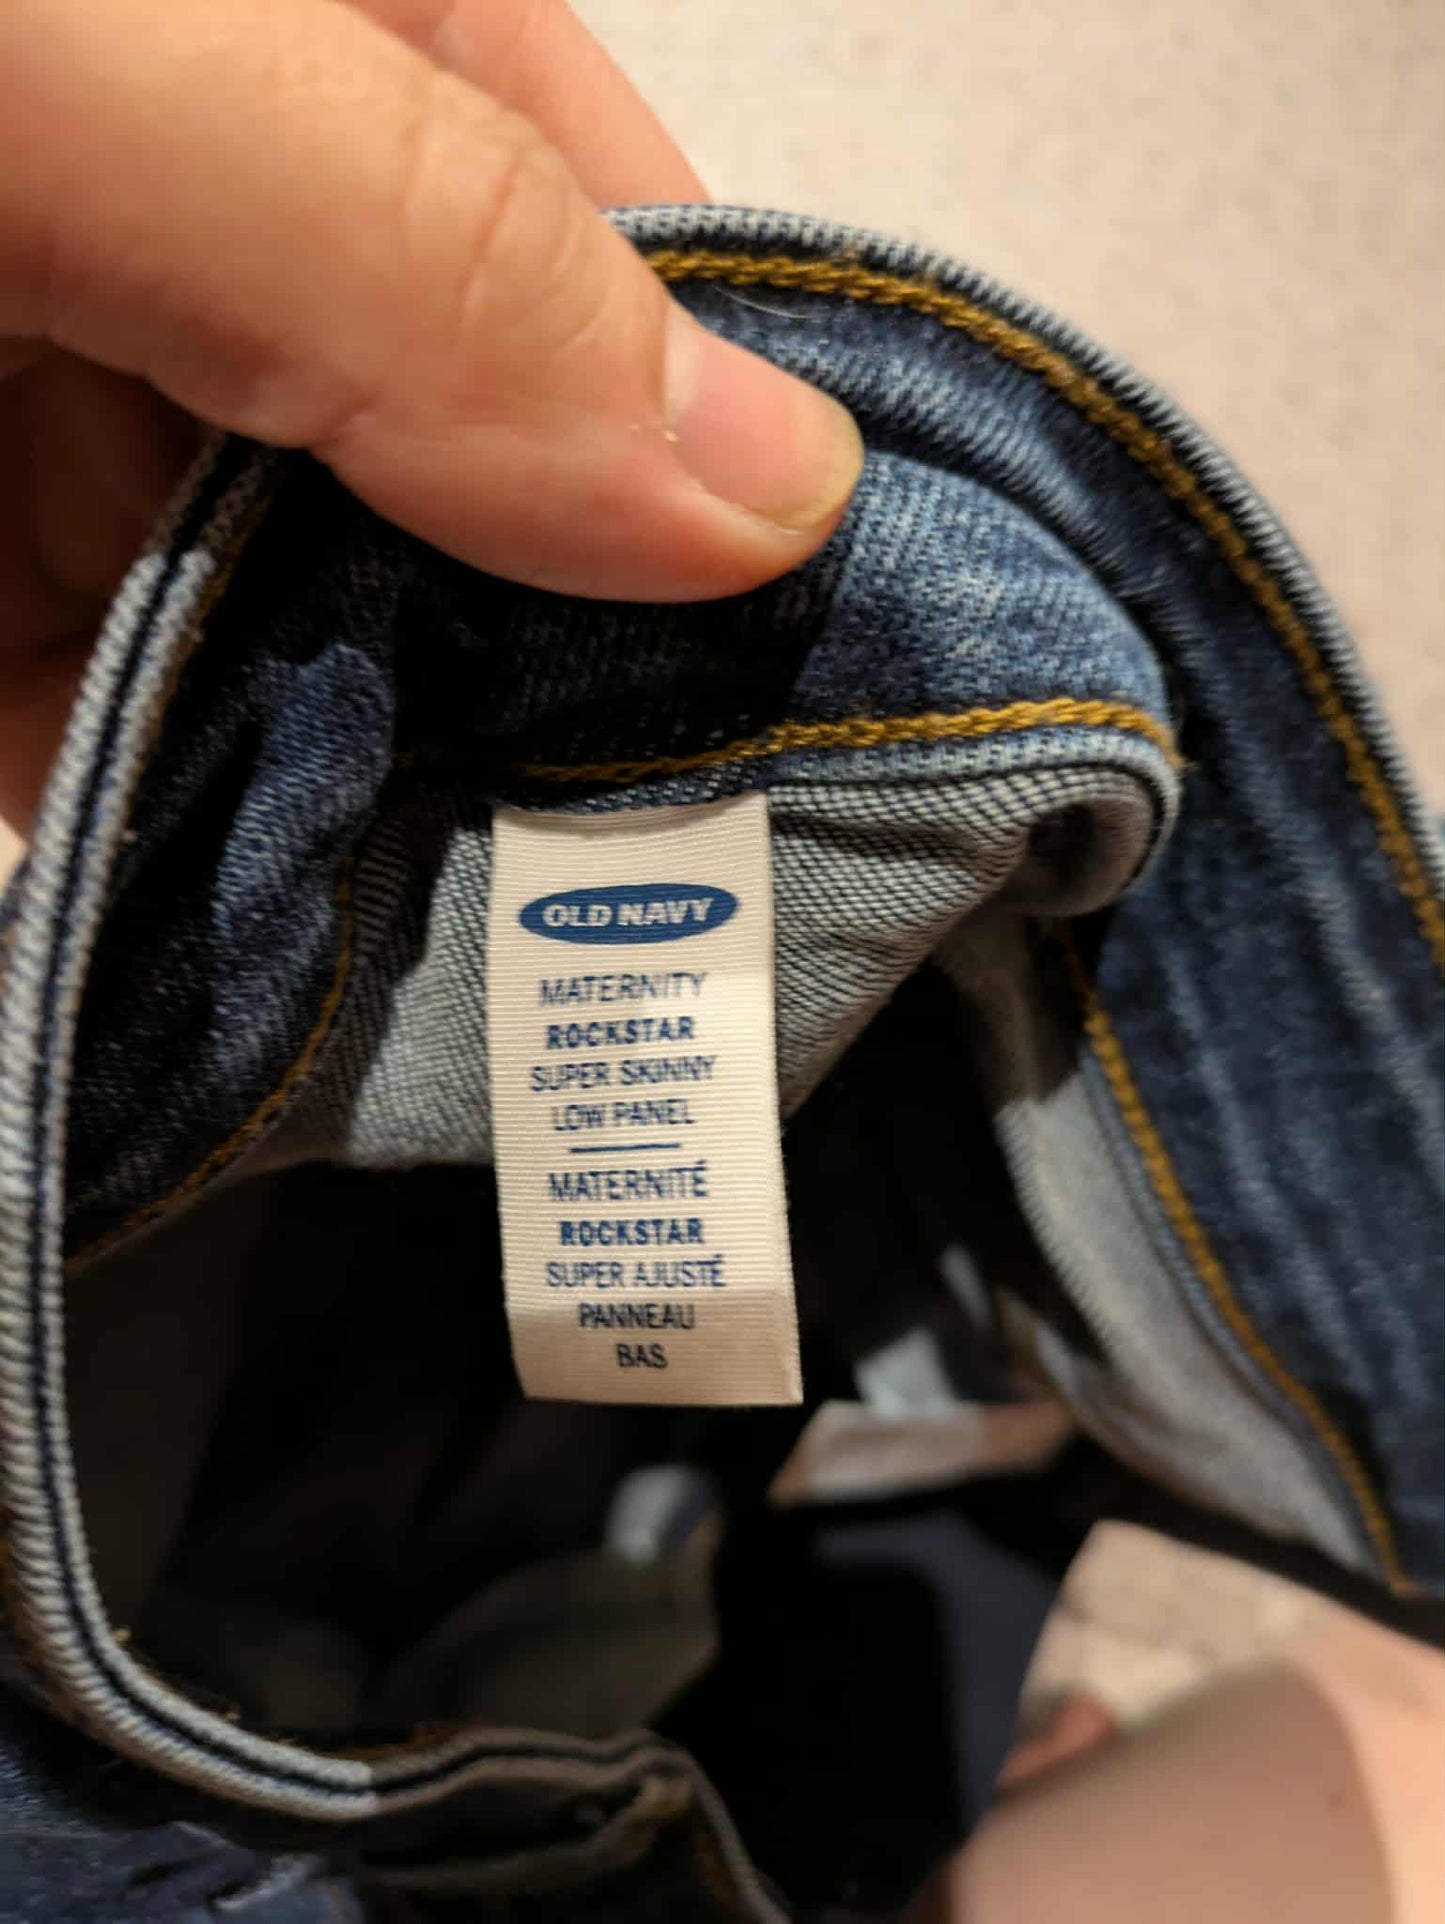 OLD NAVY
MATERNITY
ROCKSTAR
SUPER SKINNY
LOW PANEL
MATERNITÉ
ROCKSTAR
SUPER AJUSTÉ
PANNEAU
BAS